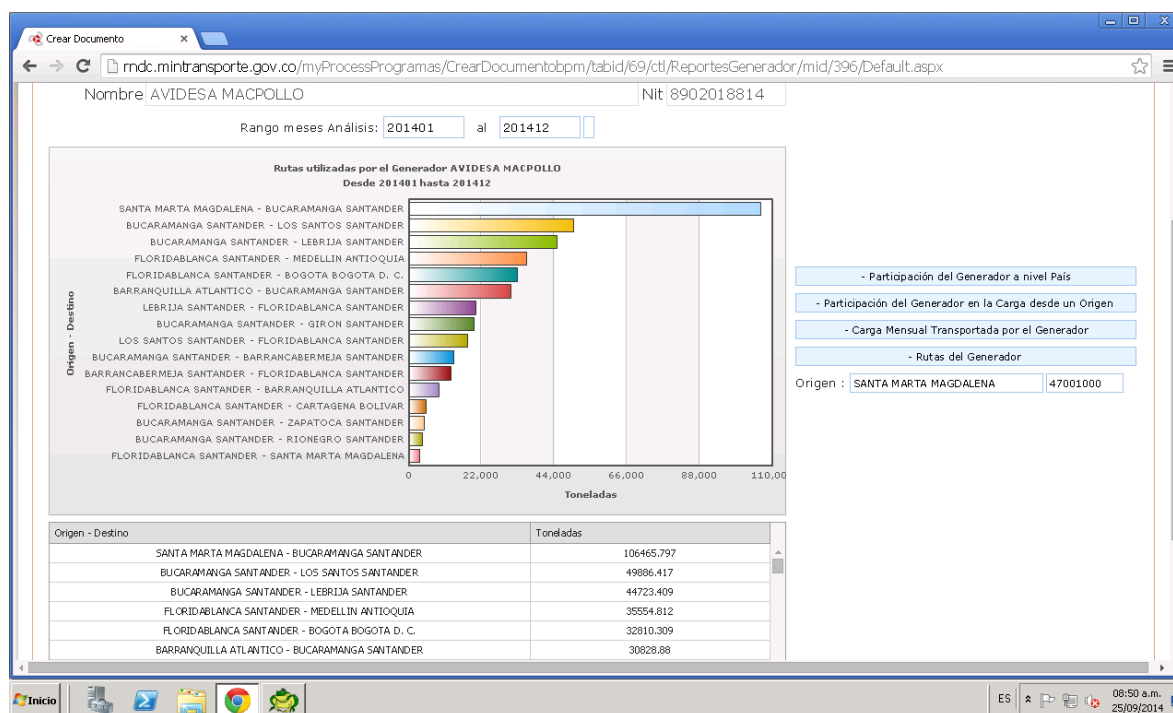 Crear Documento
rndc.mintransporte.gov.co/myProcessProgramas/CrearDocumentobpm/tabid/69/ctl/ReportesGenerador/mid/396/Default.aspx
Nombre AVIDESA MACPOLLO Nit 8902018814
Rango meses Análisis: 201401 al 201412
Rutas utilizadas por el Generador AVIDESA MACPOLLO
Desde 201401 hasta 201412
Origen - Destino
SANTA MARTA MAGDALENA - BUCARAMANGA SANTANDER
BUCARAMANGA SANTANDER - LOS SANTOS SANTANDER
BUCARAMANGA SANTANDER - LEBRIJA SANTANDER
FLORIDABLANCA SANTANDER - MEDELLIN ANTIOQUIA
FLORIDABLANCA SANTANDER - BOGOTA BOGOTA D. C.
BARRANQUILLA ATLANTICO - BUCARAMANGA SANTANDER
LEBRIJA SANTANDER - FLORIDABLANCA SANTANDER
BUCARAMANGA SANTANDER - GIRON SANTANDER
LOS SANTOS SANTANDER - FLORIDABLANCA SANTANDER
BUCARAMANGA SANTANDER - BARRANCABERMEJA SANTANDER
BARRANCABERMEJA SANTANDER - FLORIDABLANCA SANTANDER
FLORIDABLANCA SANTANDER - BARRANQUILLA ATLANTICO
FLORIDABLANCA SANTANDER - CARTAGENA BOLIVAR
BUCARAMANGA SANTANDER - ZAPATOCA SANTANDER
BUCARAMANGA SANTANDER - RIONEGRO SANTANDER
FLORIDABLANCA SANTANDER - SANTA MARTA MAGDALENA
0 22,000 44,000 66,000 88,000 110,00
Toneladas
- Participación del Generador a nivel País
- Participación del Generador en la Carga desde un Origen
- Carga Mensual Transportada por el Generador
- Rutas del Generador
Origen : SANTA MARTA MAGDALENA 47001000
Origen - Destino Toneladas
SANTA MARTA MAGDALENA - BUCARAMANGA SANTANDER 106465.797
BUCARAMANGA SANTANDER - LOS SANTOS SANTANDER 49886.417
BUCARAMANGA SANTANDER - LEBRIJA SANTANDER 44723.409
FLORIDABLANCA SANTANDER - MEDELLIN ANTIOQUIA 35554.812
FLORIDABLANCA SANTANDER - BOGOTA BOGOTA D. C. 32810.309
BARRANQUILLA ATLANTICO - BUCARAMANGA SANTANDER 30828.88
Inicio
ES
08:50 a.m.
25/09/2014